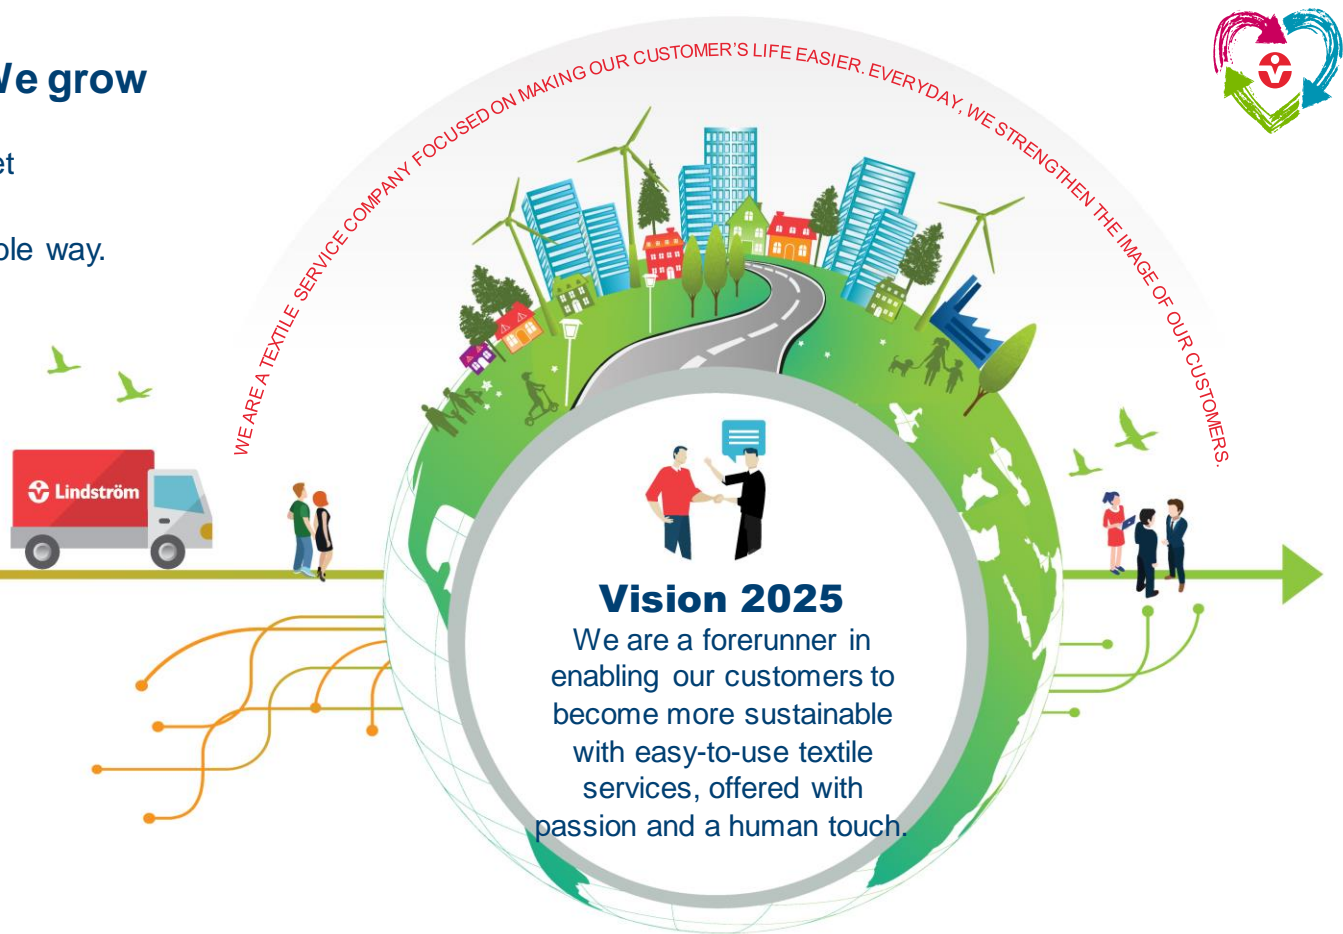 We grow
WE ARE A TEXTILE SERVICE COMPANY FOCUSED ON MAKING OUR CUSTOMER'S LIFE EASIER. EVERYDAY, WE STRENGTHEN THE IMAGE OF OUR CUSTOMERS.
way.
Lindström
Vision 2025
We are a forerunner in
enabling our customers to
become more sustainable
with easy-to-use textile
services, offered with
passion and a human touch.